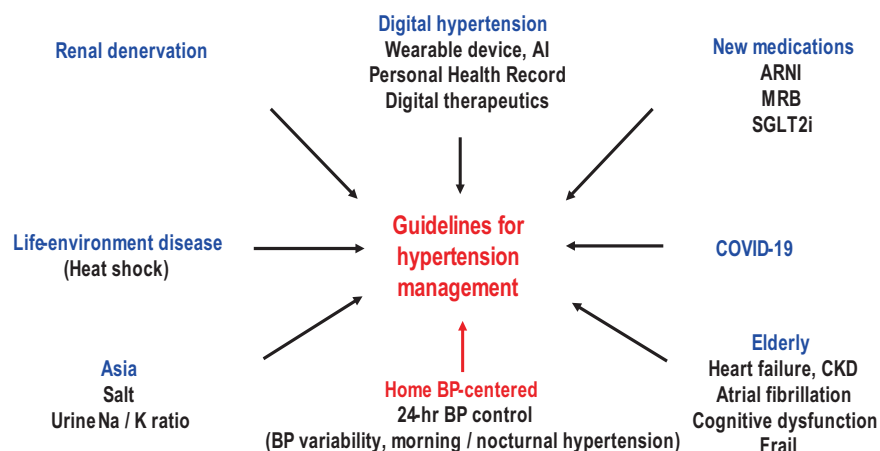 Renal denervation
Digital hypertension
Wearable device, AI
Personal Health Record
Digital therapeutics
New medications
ARNI
MRB
SGLT2i
Life-environment disease
(Heat shock)
Guidelines for
hypertension
management
COVID-19
Asia
Salt
Urine Na / K ratio
Home BP-centered
24-hr BP control
(BP variability, morning / nocturnal hypertension)
Elderly
Heart failure, CKD
Atrial fibrillation
Cognitive dysfunction
Frail